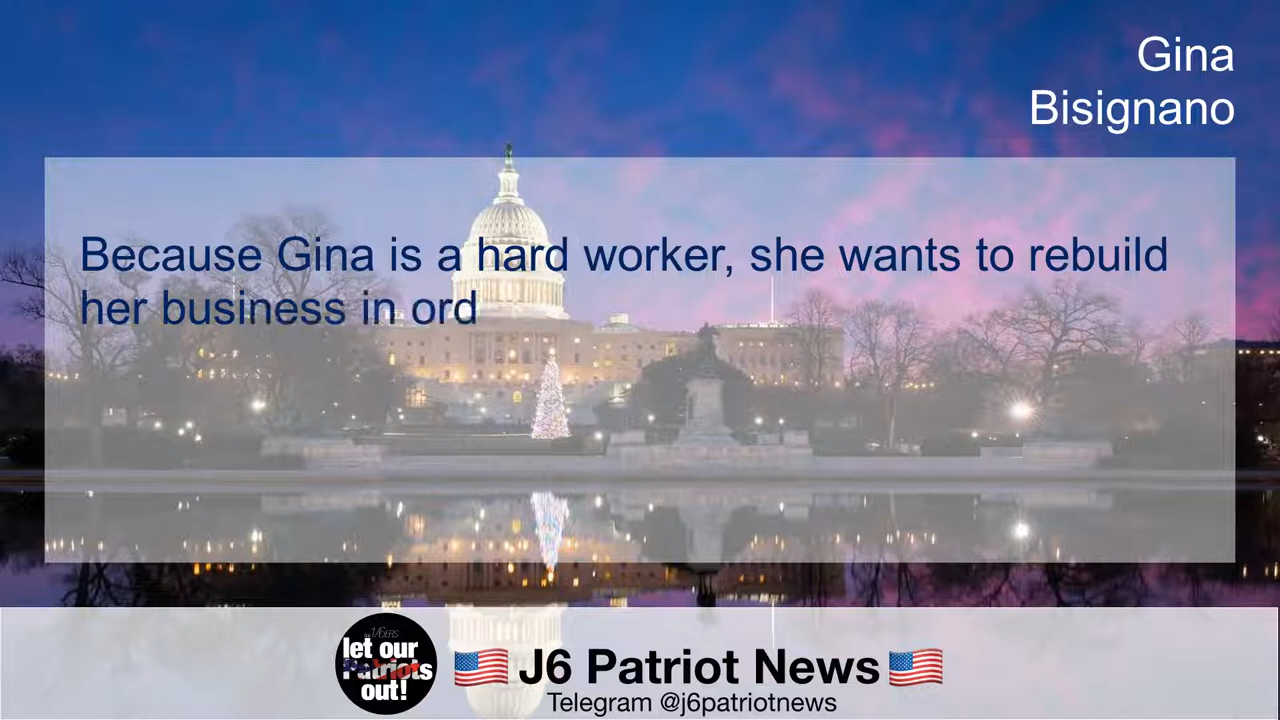 Gina
Bisignano
Because Gina is a hard worker, she wants to rebuild
her business in ord
let our
Patriots
out!
J6 Patriot News
Telegram @j6patriotnews